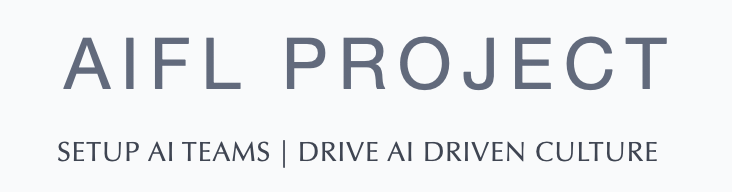 AIFL PROJECT
SETUP AI TEAMS | DRIVE AI DRIVEN CULTURE